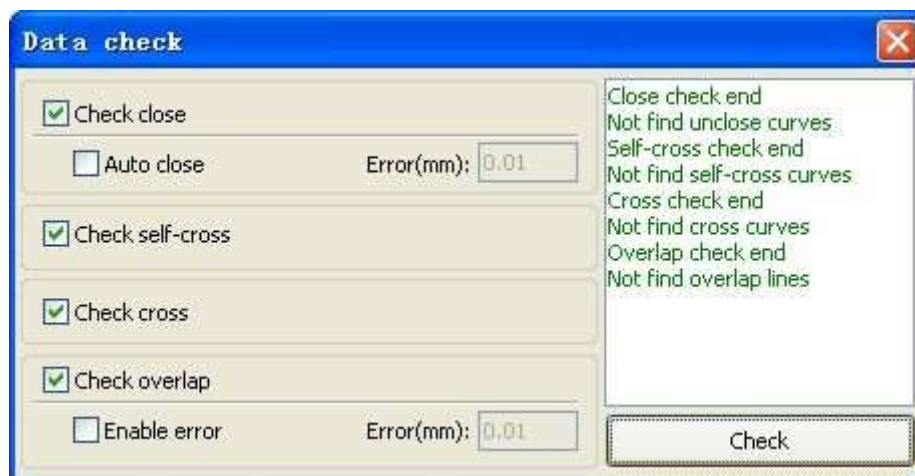 Data check
Check close
Auto close Error(mm): 0.01
Check self-cross
Check cross
Check overlap
Enable error Error(mm): 0.01
Close check end
Not find unclose curves
Self-cross check end
Not find self-cross curves
Cross check end
Not find cross curves
Overlap check end
Not find overlap lines
Check